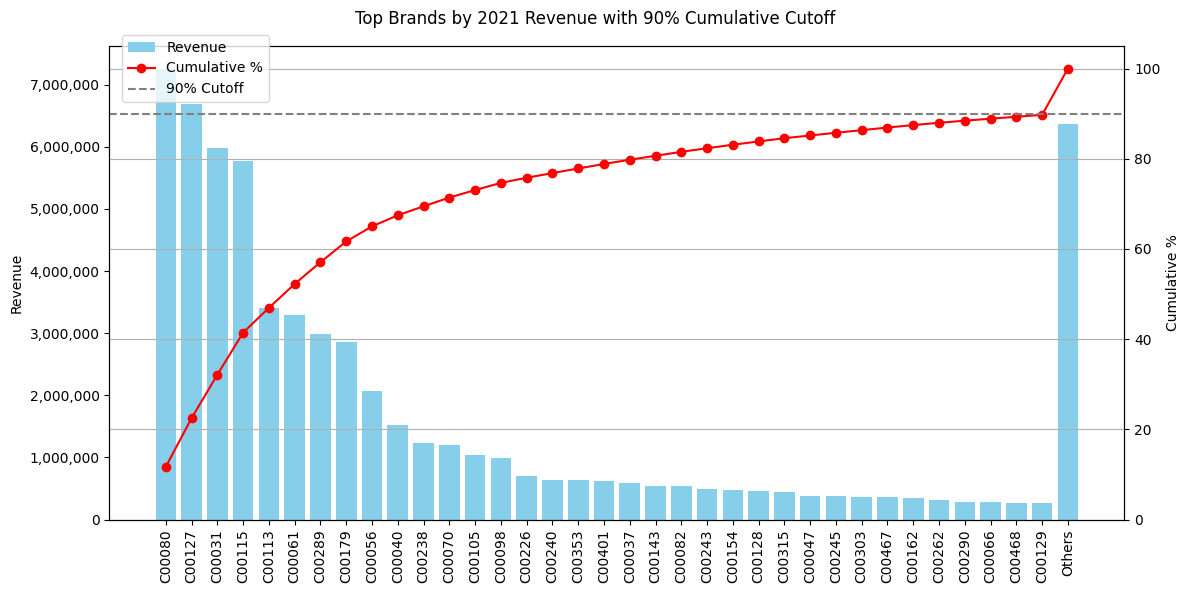 Top Brands by 2021 Revenue with 90% Cumulative Cutoff
Revenue
Cumulative %
90% Cutoff
7,000,000
6,000,000
5,000,000
4,000,000
3,000,000
2,000,000
1,000,000
0
Revenue
100
80
60
40
20
0
Cumulative %
C00080
C00127
C00031
C00115
C00113
C00061
C00289
C00179
C00056
C00040
C00238
C00070
C00105
C00098
C00226
C00240
C00353
C00401
C00037
C00143
C00082
C00243
C00154
C00128
C00315
C00047
C00245
C00303
C00467
C00162
C00262
C00290
C00066
C00468
C00129
Others